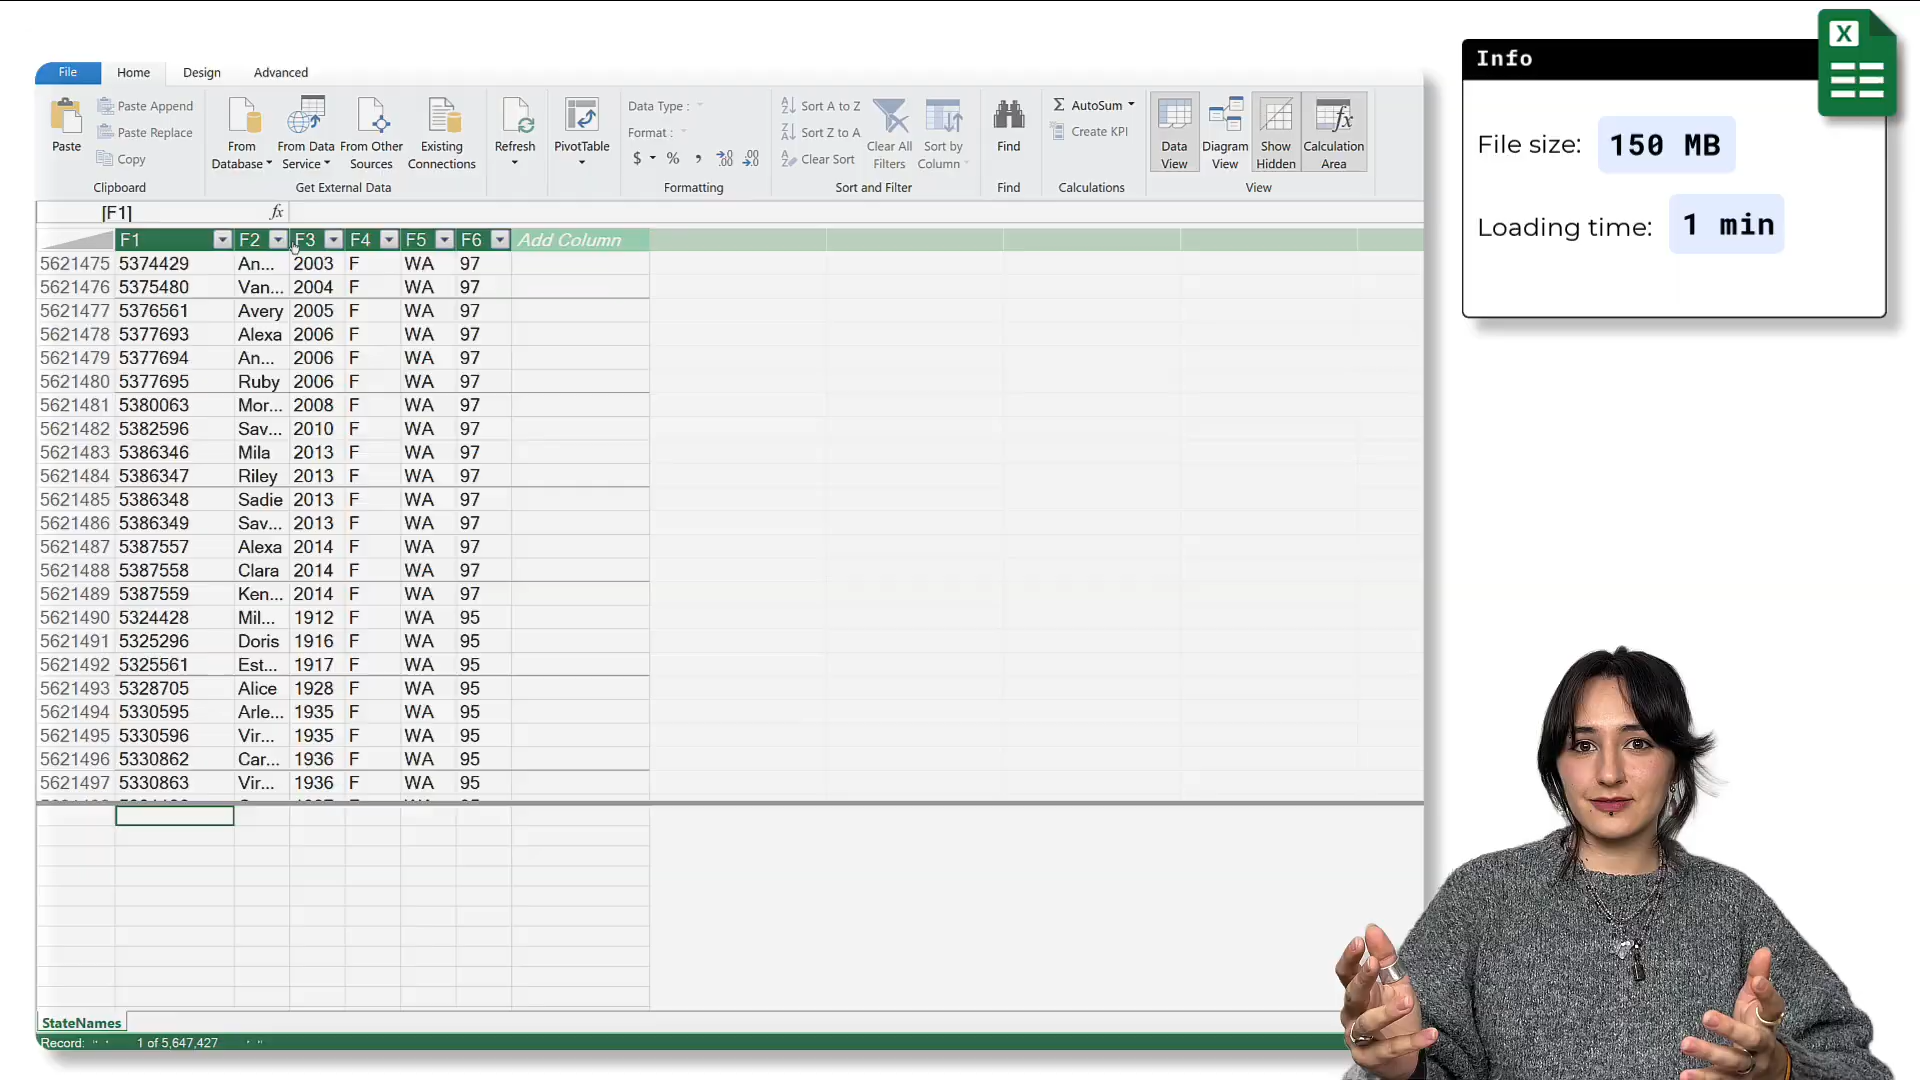 Info
X
File size: 150 MB
Loading time: 1 min
File Home Design Advanced
Paste
Paste Append
Paste Replace
Copy
Clipboard
From Database
From Data Service
From Other Sources
Existing Connections
Get External Data
Refresh
PivotTable
Data Type :
Format :
$ % ,
Formatting
Sort A to Z
Sort Z to A
Clear Sort
Clear All Filters
Sort by Column
Sort and Filter
Find
Find
AutoSum
Create KPI
Calculations
Data View
Diagram View
Show Hidden
Calculation Area
View
[F1] fx
F1 F2 F3 F4 F5 F6 Add Column
5621475 5374429 An... 2003 F WA 97
5621476 5375480 Van... 2004 F WA 97
5621477 5376561 Avery 2005 F WA 97
5621478 5377693 Alexa 2006 F WA 97
5621479 5377694 An... 2006 F WA 97
5621480 5377695 Ruby 2006 F WA 97
5621481 5380063 Mor... 2008 F WA 97
5621482 5382596 Sav... 2010 F WA 97
5621483 5386346 Mila 2013 F WA 97
5621484 5386347 Riley 2013 F WA 97
5621485 5386348 Sadie 2013 F WA 97
5621486 5386349 Sav... 2013 F WA 97
5621487 5387557 Alexa 2014 F WA 97
5621488 5387558 Clara 2014 F WA 97
5621489 5387559 Ken... 2014 F WA 97
5621490 5324428 Mil... 1912 F WA 95
5621491 5325296 Doris 1916 F WA 95
5621492 5325561 Est... 1917 F WA 95
5621493 5328705 Alice 1928 F WA 95
5621494 5330595 Arle... 1935 F WA 95
5621495 5330596 Vir... 1935 F WA 95
5621496 5330862 Car... 1936 F WA 95
5621497 5330863 Vir... 1936 F WA 95
StateNames
Record: 1 of 5,647,427